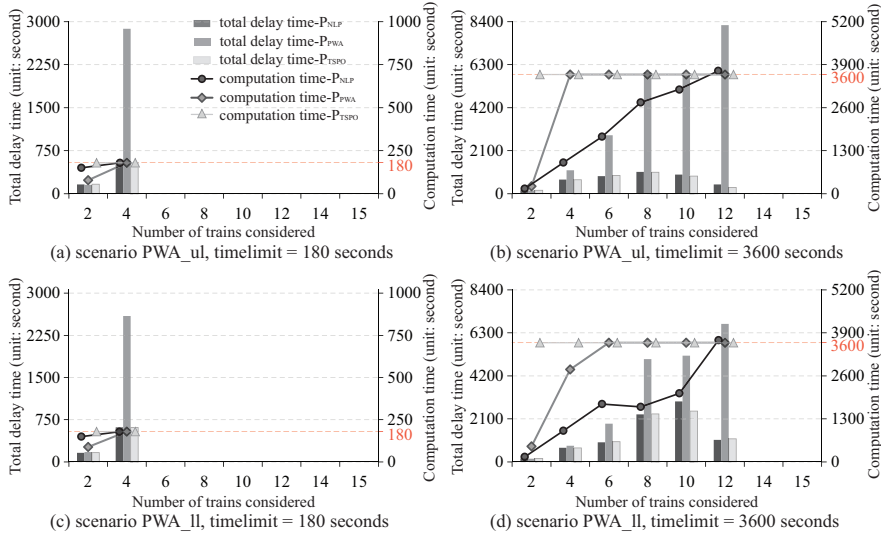 Total delay time (unit: second)
3000
2250
1500
750
0
total delay time-PNLP
total delay time-PPWA
total delay time-PTSPO
computation time-PNLP
computation time-PPWA
computation time-PTSPO
1000
750
500
250
180
0
Computation time (unit: second)
2 4 6 8 10 12 14 15
Number of trains considered
(a) scenario PWA_ul, timelimit = 180 seconds
Total delay time (unit: second)
8400
6300
4200
2100
0
5200
3900
3600
2600
1300
0
Computation time (unit: second)
2 4 6 8 10 12 14 15
Number of trains considered
(b) scenario PWA_ul, timelimit = 3600 seconds
Total delay time (unit: second)
3000
2250
1500
750
0
1000
750
500
250
180
0
Computation time (unit: second)
2 4 6 8 10 12 14 15
Number of trains considered
(c) scenario PWA_ll, timelimit = 180 seconds
Total delay time (unit: second)
8400
6300
4200
2100
0
5200
3900
3600
2600
1300
0
Computation time (unit: second)
2 4 6 8 10 12 14 15
Number of trains considered
(d) scenario PWA_ll, timelimit = 3600 seconds